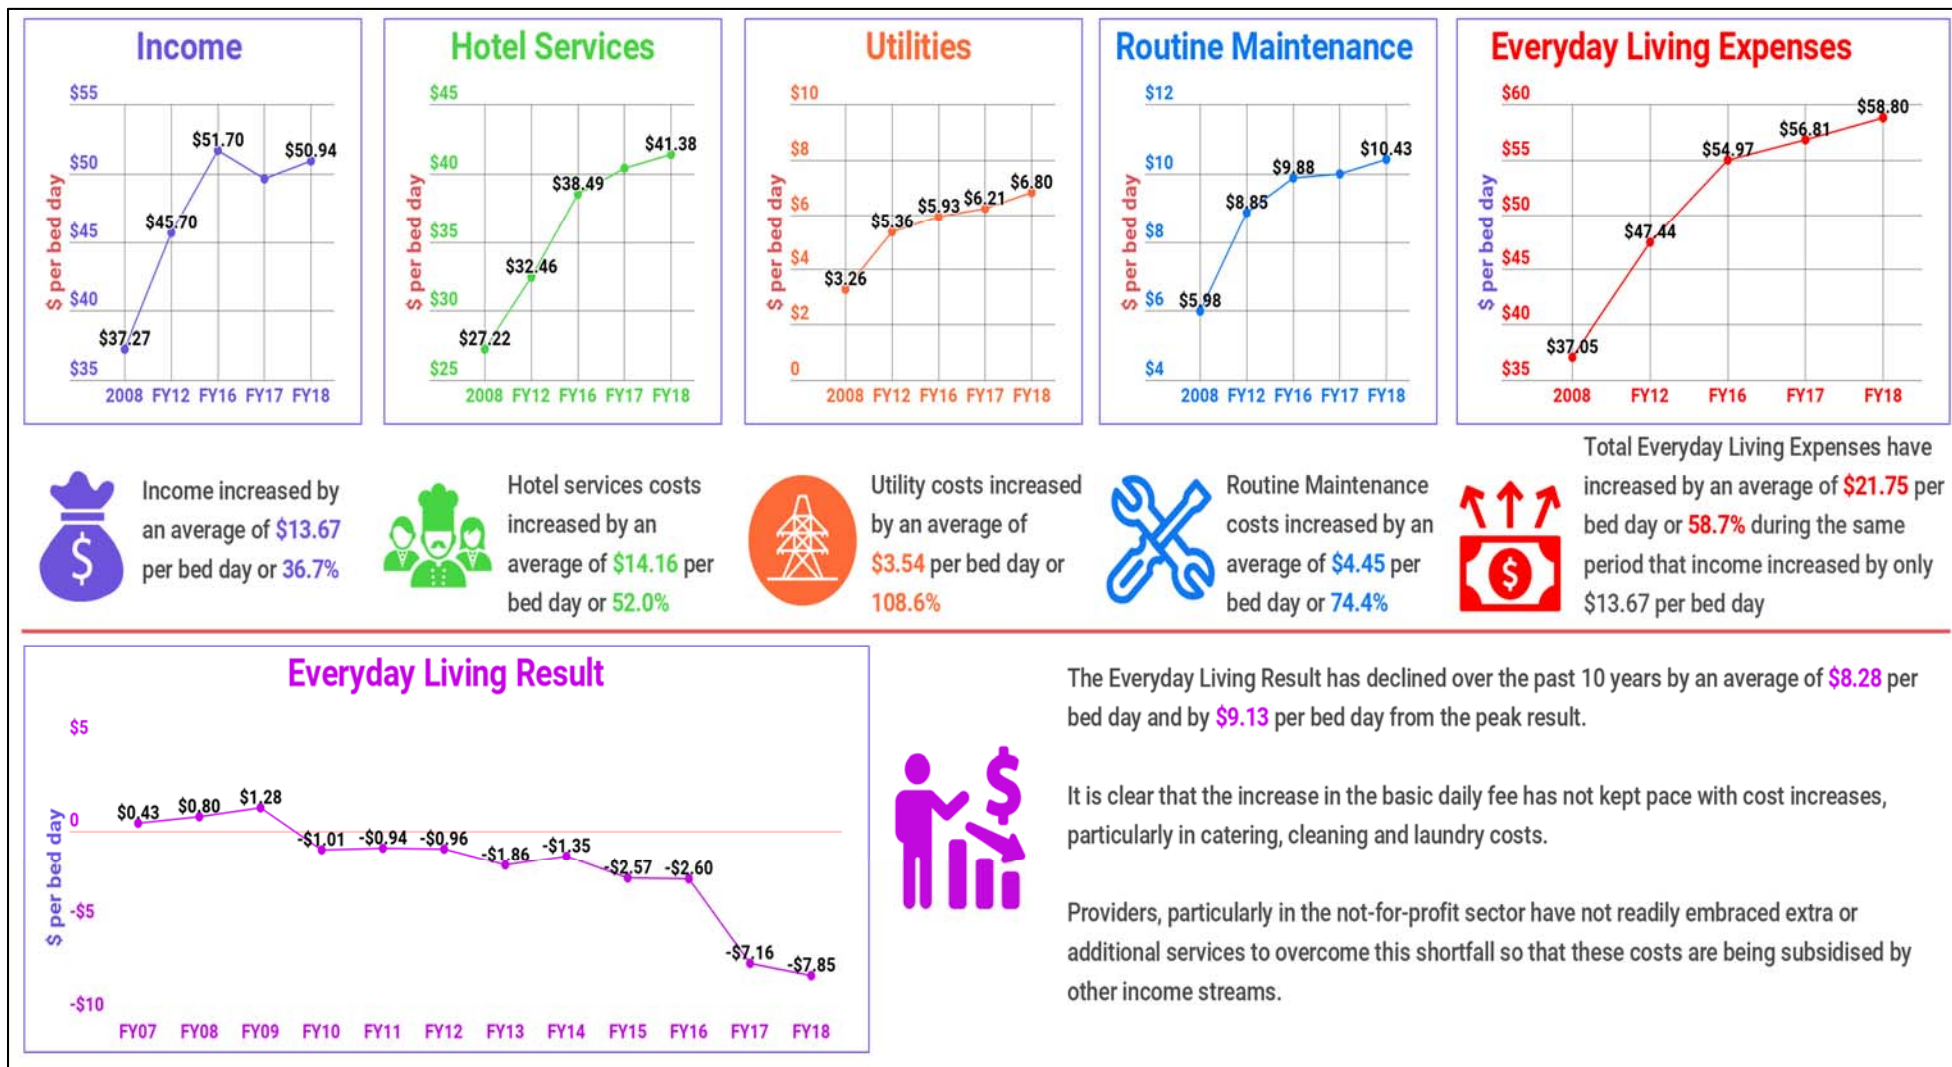 Income
$55
$50
$45
$40
$35
$ per bed day
$37.27
$45.70
$51.70
$50.94
2008 FY12 FY16 FY17 FY18
Hotel Services
$45
$40
$35
$30
$25
$ per bed day
$27.22
$32.46
$38.49
$41.38
2008 FY12 FY16 FY17 FY18
Utilities
$10
$8
$6
$4
$2
0
$ per bed day
$3.26
$5.36
$5.93
$6.21
$6.80
2008 FY12 FY16 FY17 FY18
Routine Maintenance
$12
$10
$8
$6
$4
$ per bed day
$5.98
$8.85
$9.88
$10.43
2008 FY12 FY16 FY17 FY18
Everyday Living Expenses
$60
$55
$50
$45
$40
$35
$ per bed day
$37.05
$47.44
$54.97
$56.81
$58.80
2008 FY12 FY16 FY17 FY18
$
Income increased by
an average of $13.67
per bed day or 36.7%
Hotel services costs
increased by an
average of $14.16 per
bed day or 52.0%
Utility costs increased
by an average of
$3.54 per bed day or
108.6%
Routine Maintenance
costs increased by an
average of $4.45 per
bed day or 74.4%
$
Total Everyday Living Expenses have
increased by an average of $21.75 per
bed day or 58.7% during the same
period that income increased by only
$13.67 per bed day
Everyday Living Result
$5
0
-$5
-$10
$ per bed day
$0.43
$0.80
$1.28
-$1.01
-$0.94
-$0.96
-$1.86
-$1.35
-$2.57
-$2.60
-$7.16
-$7.85
FY07 FY08 FY09 FY10 FY11 FY12 FY13 FY14 FY15 FY16 FY17 FY18
$
The Everyday Living Result has declined over the past 10 years by an average of $8.28 per
bed day and by $9.13 per bed day from the peak result.
It is clear that the increase in the basic daily fee has not kept pace with cost increases,
particularly in catering, cleaning and laundry costs.
Providers, particularly in the not-for-profit sector have not readily embraced extra or
additional services to overcome this shortfall so that these costs are being subsidised by
other income streams.